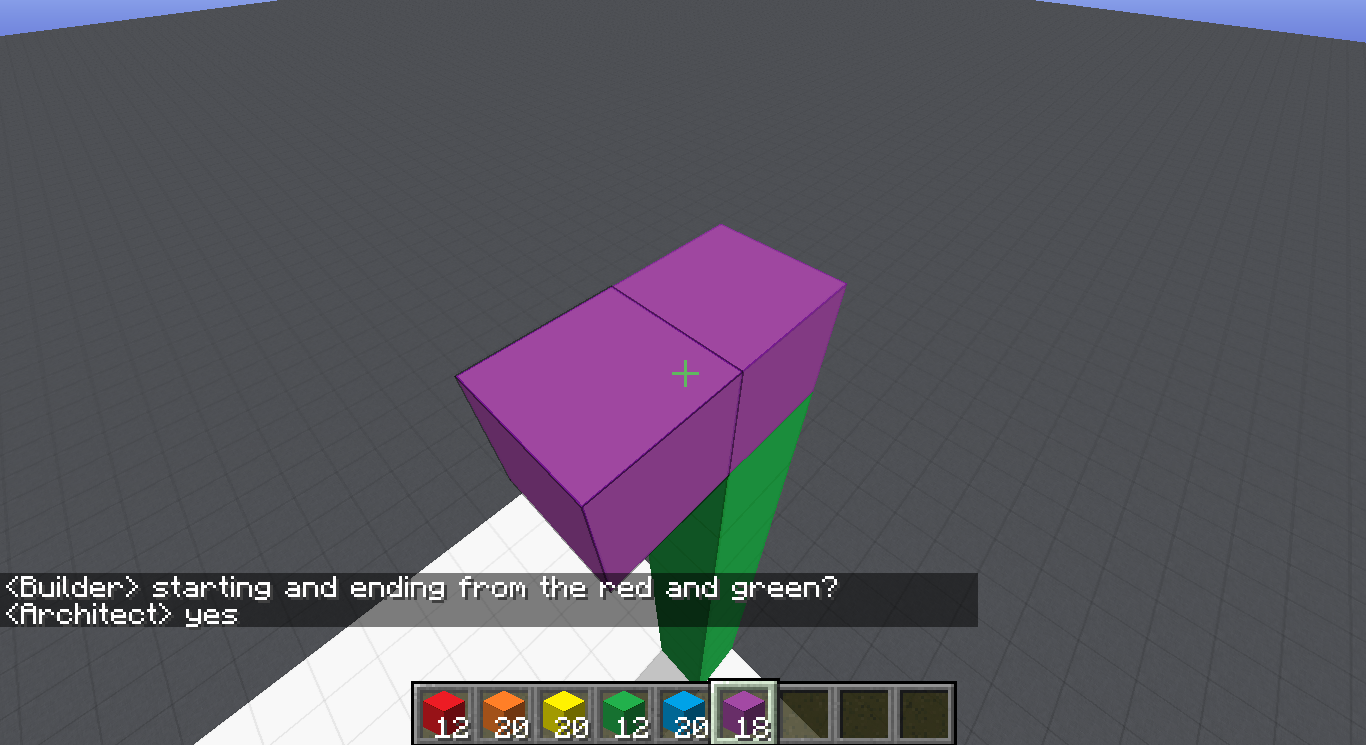 <Builder> starting and ending from the red and green?
<Architect> yes
12 20 20 12 20 18